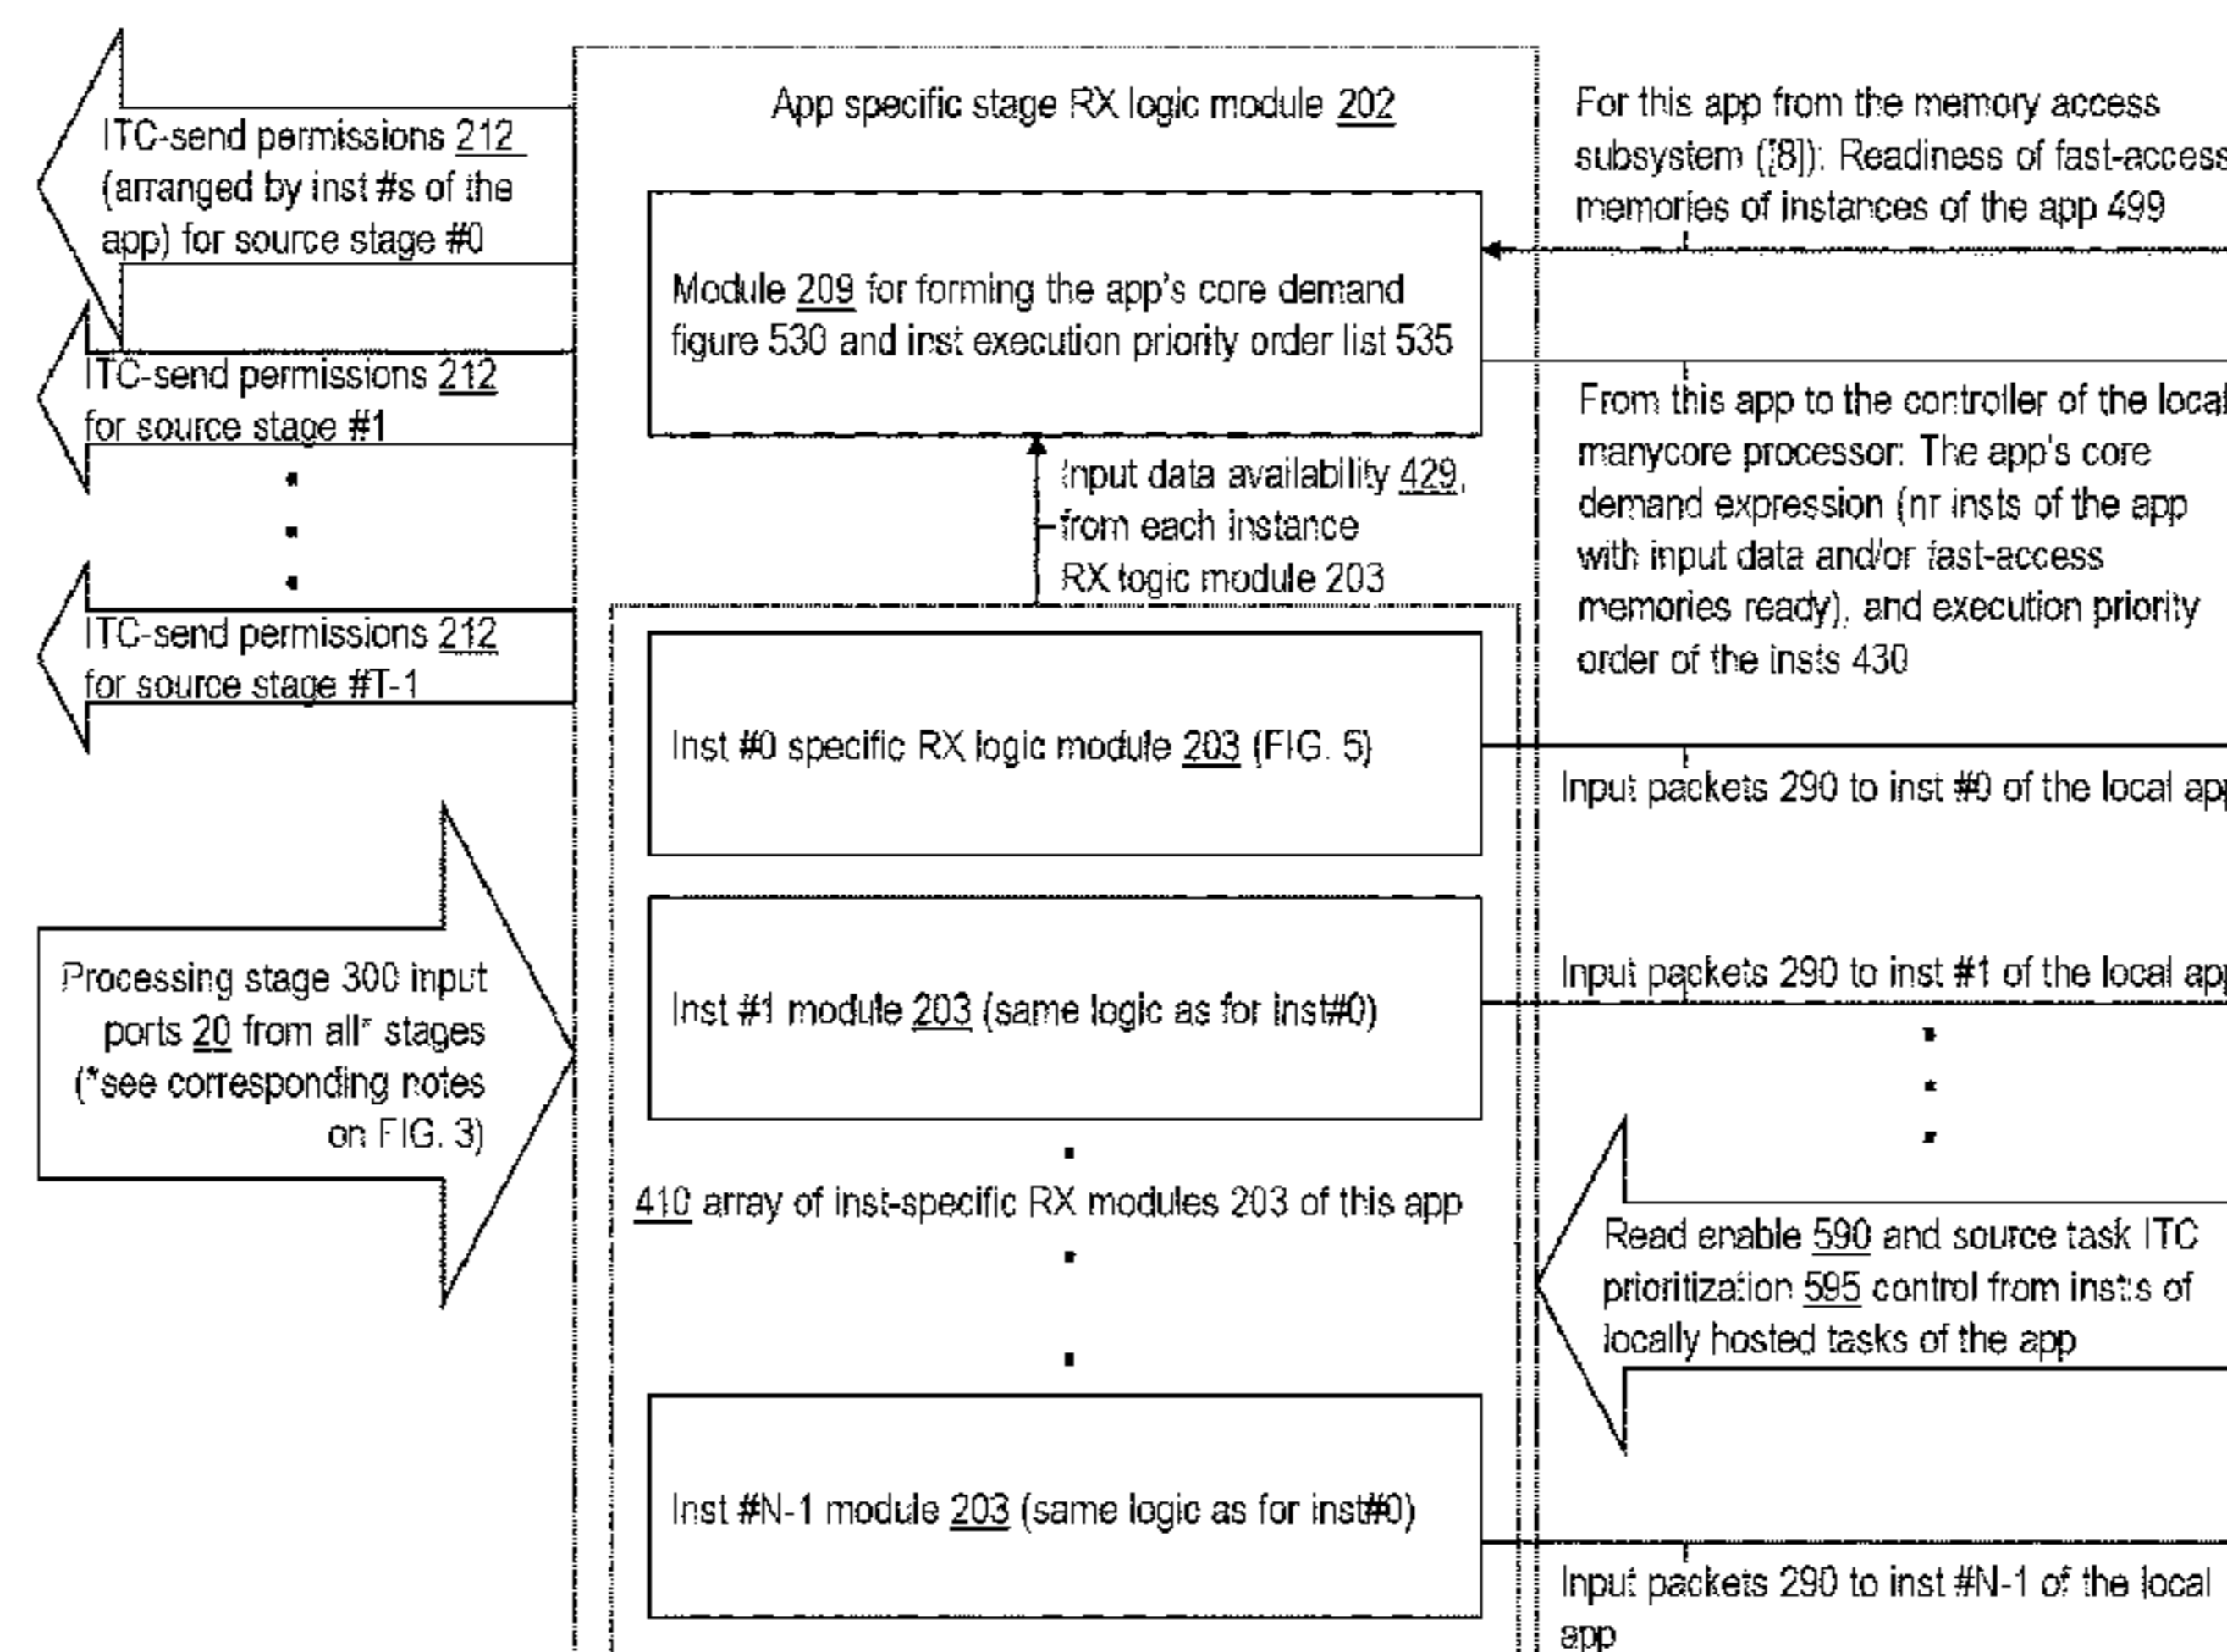 App specific stage RX logic module 202
ITC-send permissions 212
(arranged by inst #s of the
app) for source stage #0
ITC-send permissions 212
for source stage #1
ITC-send permissions 212
for source stage #T-1
Processing stage 300 input
ports 20 from all* stages
(*see corresponding notes
on FIG. 3)
Module 209 for forming the app's core demand
figure 530 and inst execution priority order list 535
Input data availability 429,
from each instance
RX logic module 203
Inst #0 specific RX logic module 203 (FIG. 5)
Inst #1 module 203 (same logic as for inst#0)
410 array of inst-specific RX modules 203 of this app
Inst #N-1 module 203 (same logic as for inst#0)
For this app from the memory access
subsystem ([8]): Readiness of fast-access
memories of instances of the app 499
From this app to the controller of the local
manycore processor: The app's core
demand expression (nr insts of the app
with input data and/or fast-access
memories ready), and execution priority
order of the insts 430
Input packets 290 to inst #0 of the local app
Input packets 290 to inst #1 of the local app
Read enable 590 and source task ITC
prioritization 595 control from insts of
locally hosted tasks of the app
Input packets 290 to inst #N-1 of the local
app